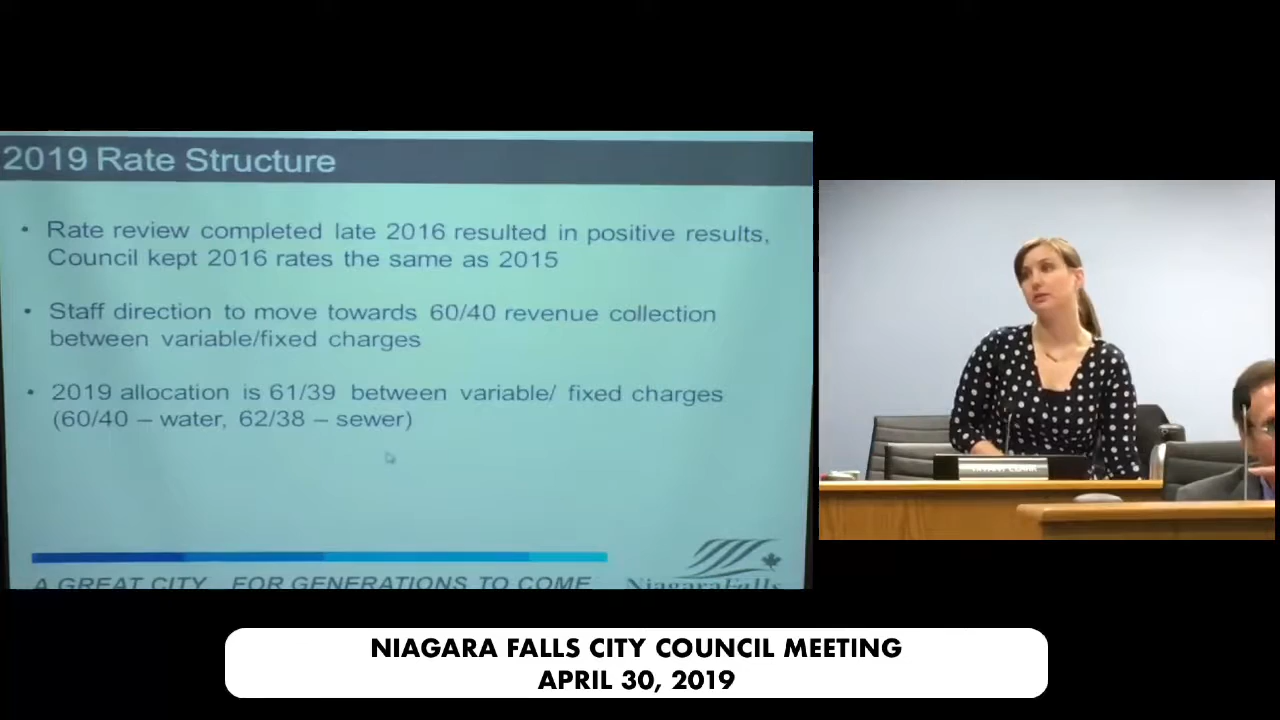 2019 Rate Structure
• Rate review completed late 2016 resulted in positive results,
Council kept 2016 rates the same as 2015
• Staff direction to move towards 60/40 revenue collection
between variable/fixed charges
• 2019 allocation is 61/39 between variable/ fixed charges
(60/40 – water, 62/38 – sewer)
A GREAT CITY...FOR GENERATIONS TO COME
NiagaraFalls
NIAGARA FALLS CITY COUNCIL MEETING
APRIL 30, 2019